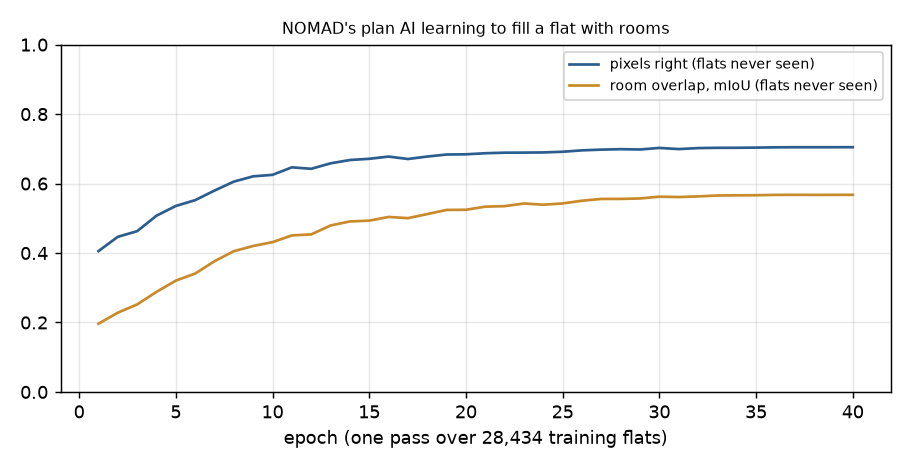 NOMAD's plan AI learning to fill a flat with rooms
1.0
0.8
0.6
0.4
0.2
0.0
pixels right (flats never seen)
room overlap, mIoU (flats never seen)
0 5 10 15 20 25 30 35 40
epoch (one pass over 28,434 training flats)